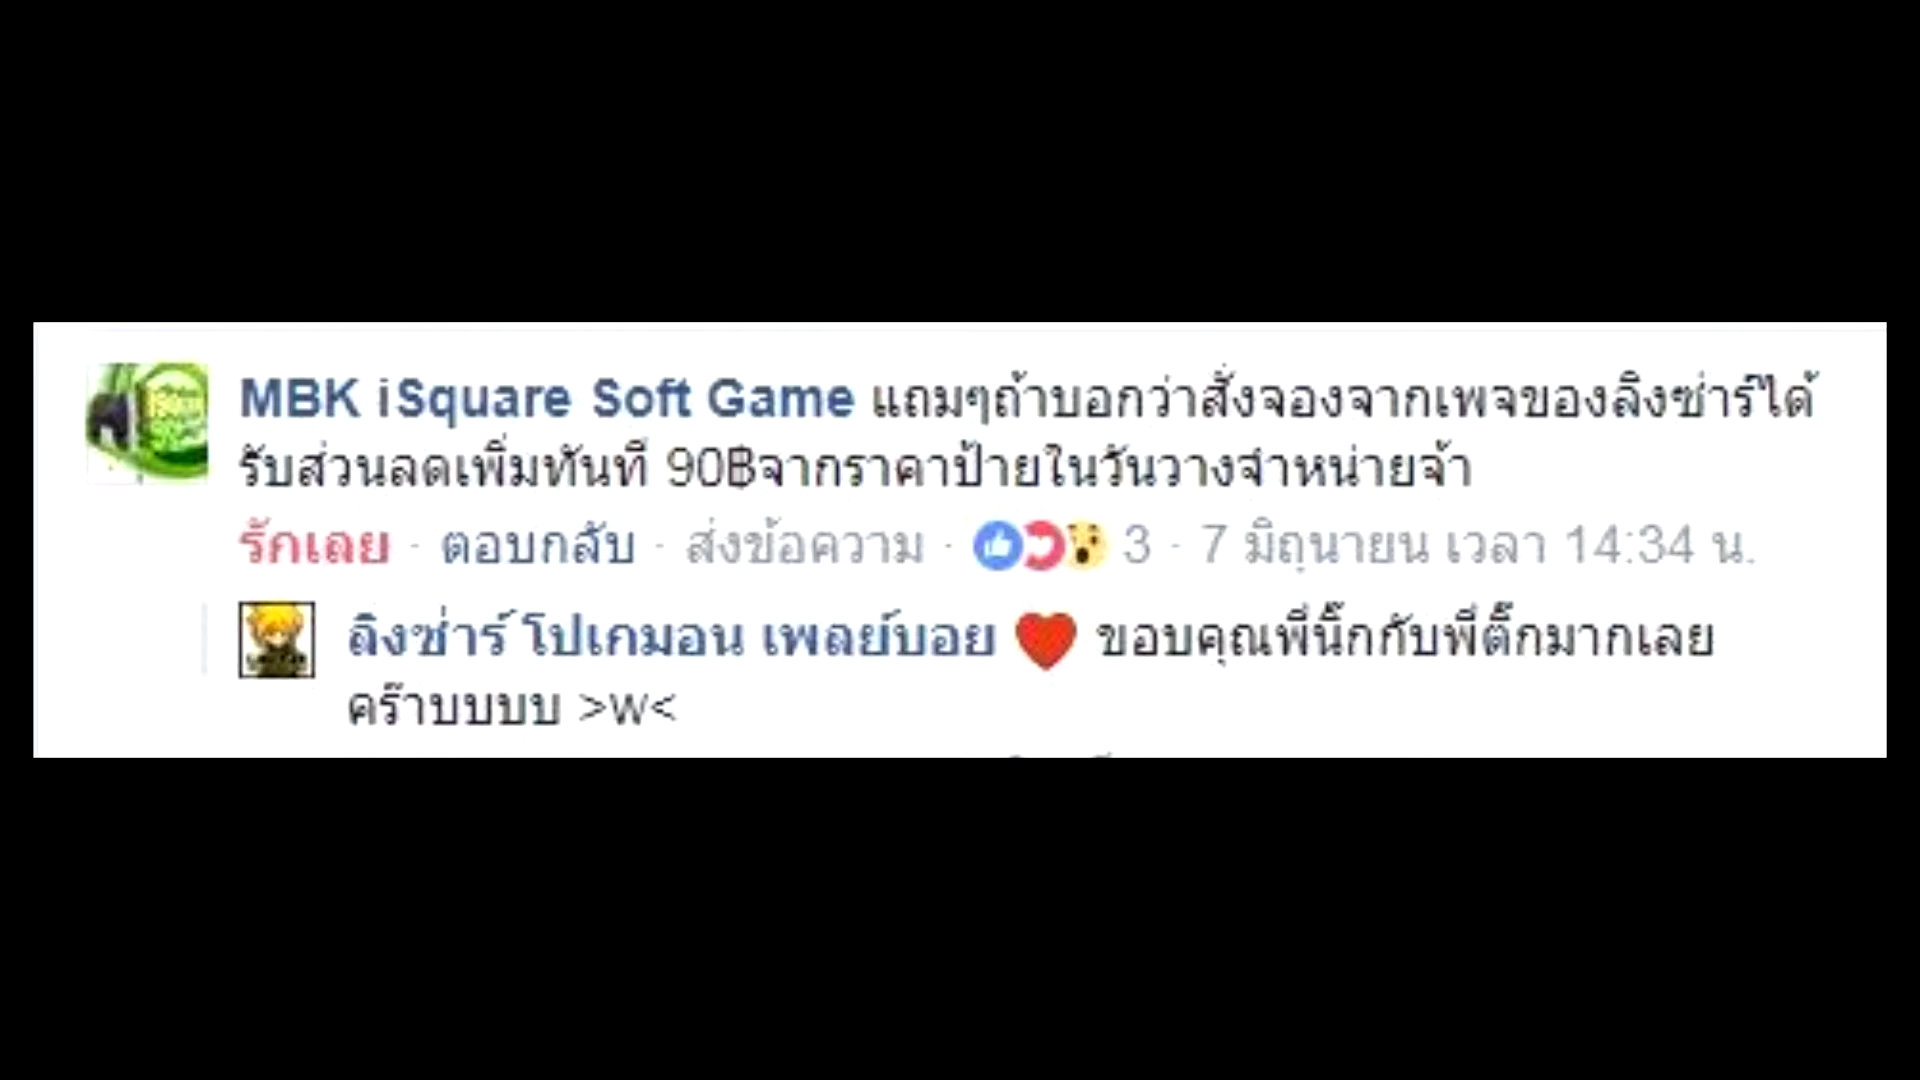 MBK iSquare Soft Game แถมๆถ้าบอกว่าสั่งจองจากเพจของลิงซ่าร์ได้
รับส่วนลดเพิ่มทันที 90฿จากราคาป้ายในวันวางจำหน่ายจ้า
รักเลย · ตอบกลับ · ส่งข้อความ · 3 · 7 มิถุนายน เวลา 14:34 น.
ลิงซ่าร์ โปเกมอน เพลย์บอย ❤ ขอบคุณพี่นิ๊กกับพี่ติ๊กมากเลย
คร๊าบบบบ >w<